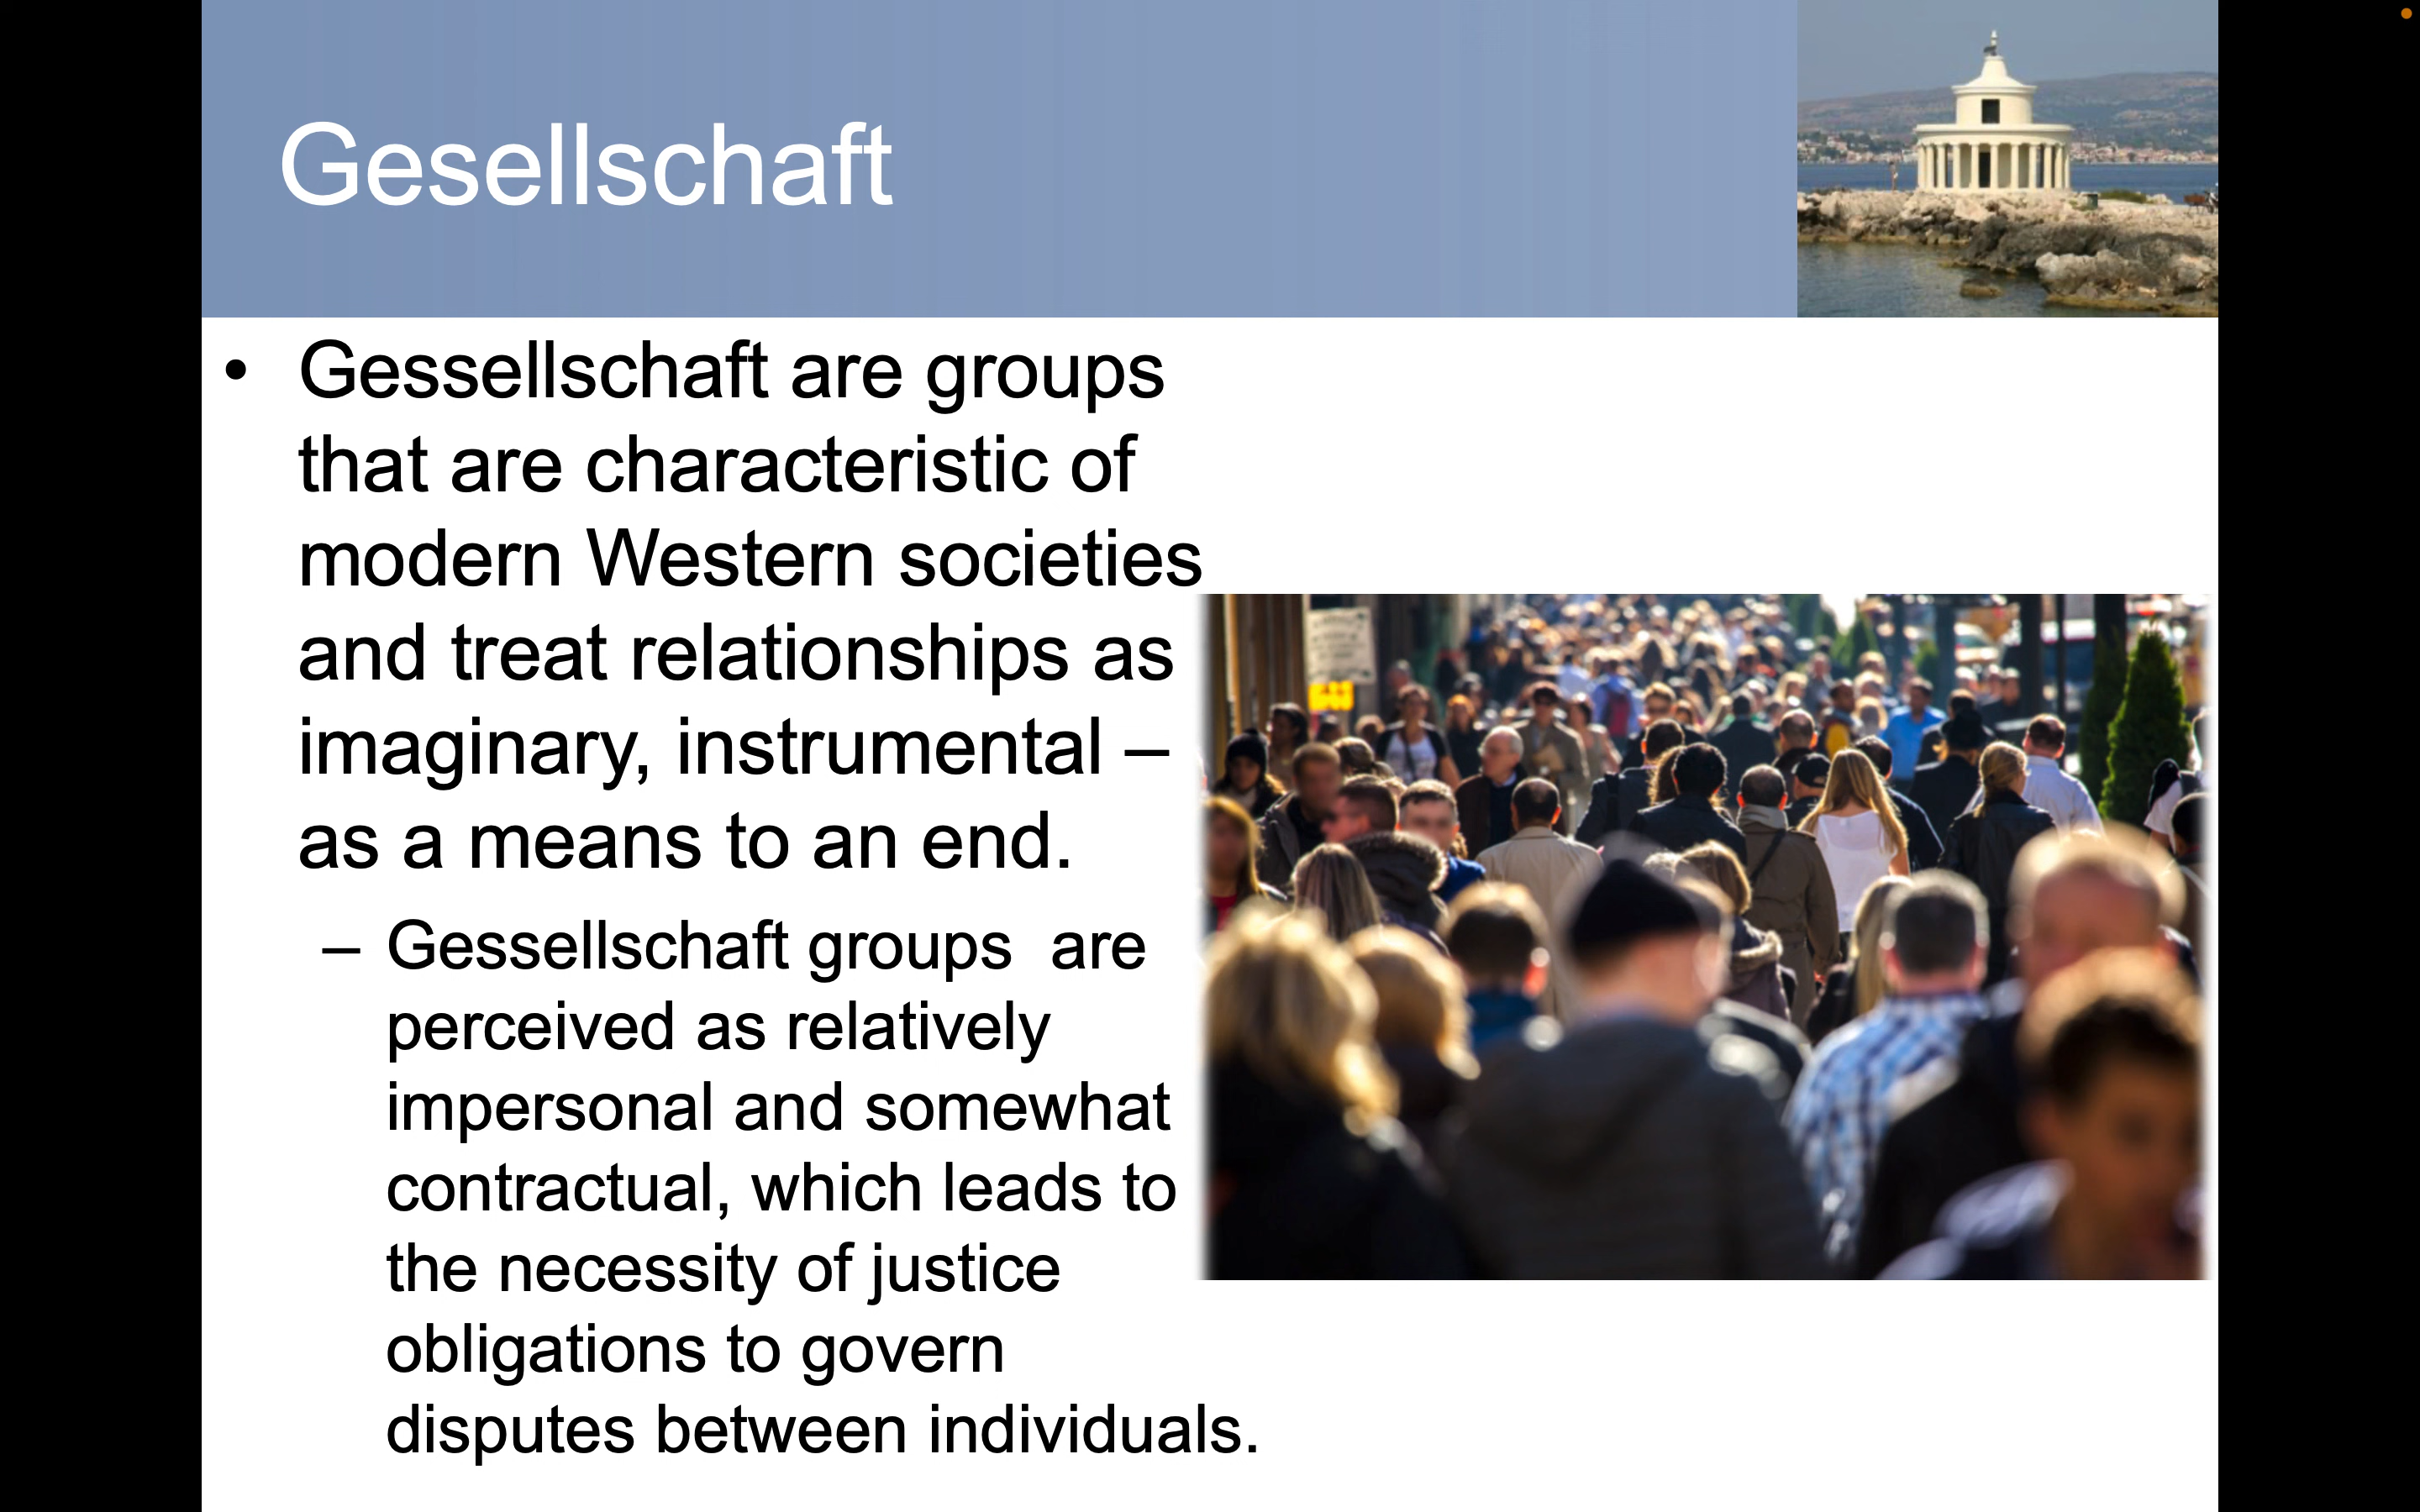 Gesellschaft
• Gessellschaft are groups
that are characteristic of
modern Western societies
and treat relationships as
imaginary, instrumental –
as a means to an end.
– Gessellschaft groups  are
perceived as relatively
impersonal and somewhat
contractual, which leads to
the necessity of justice
obligations to govern
disputes between individuals.